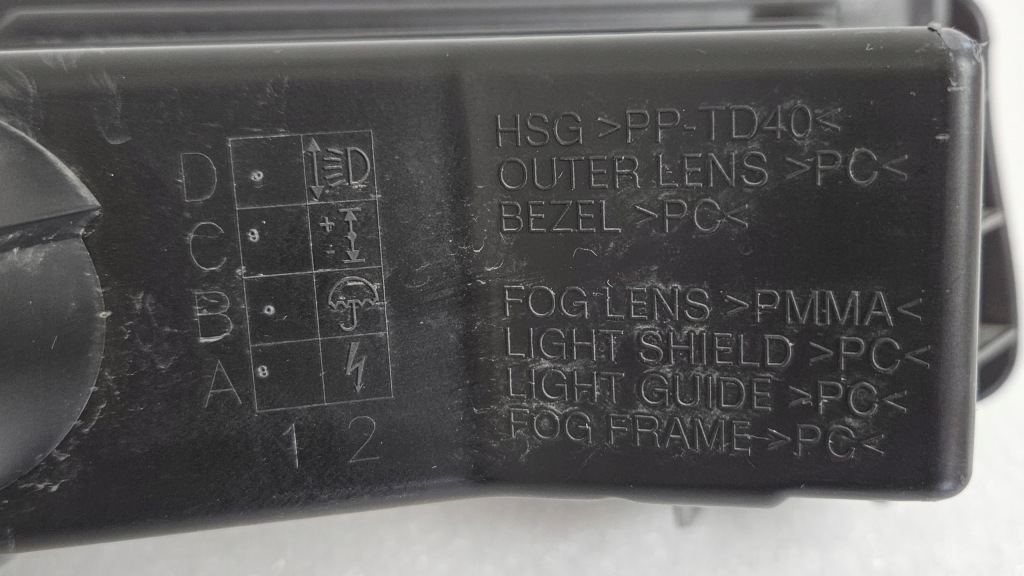 D
C
B
A
1 2
+
-
HSG >PP-TD40<
OUTER LENS >PC<
BEZEL >PC<
FOG LENS >PMMA<
LIGHT SHIELD >PC<
LIGHT GUIDE >PC<
FOG FRAME >PC<